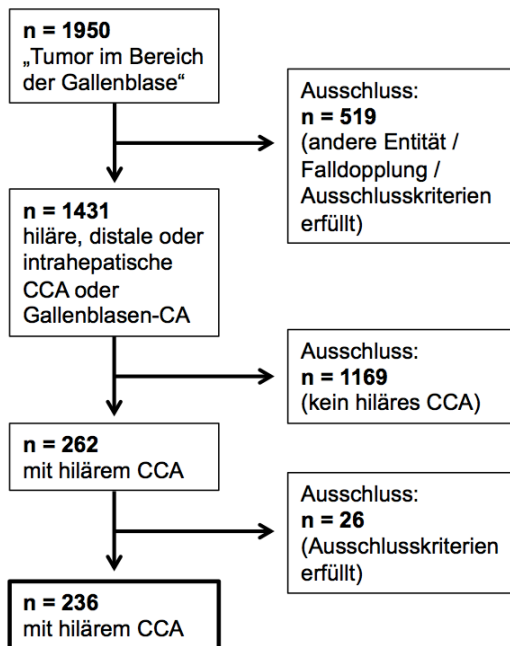 n = 1950
„Tumor im Bereich
der Gallenblase“
Ausschluss:
n = 519
(andere Entität /
Falldopplung /
Ausschlusskriterien
erfüllt)
n = 1431
hiläre, distale oder
intrahepatische
CCA oder
Gallenblasen-CA
Ausschluss:
n = 1169
(kein hiläres CCA)
n = 262
mit hilärem CCA
Ausschluss:
n = 26
(Ausschlusskriterien
erfüllt)
n = 236
mit hilärem CCA